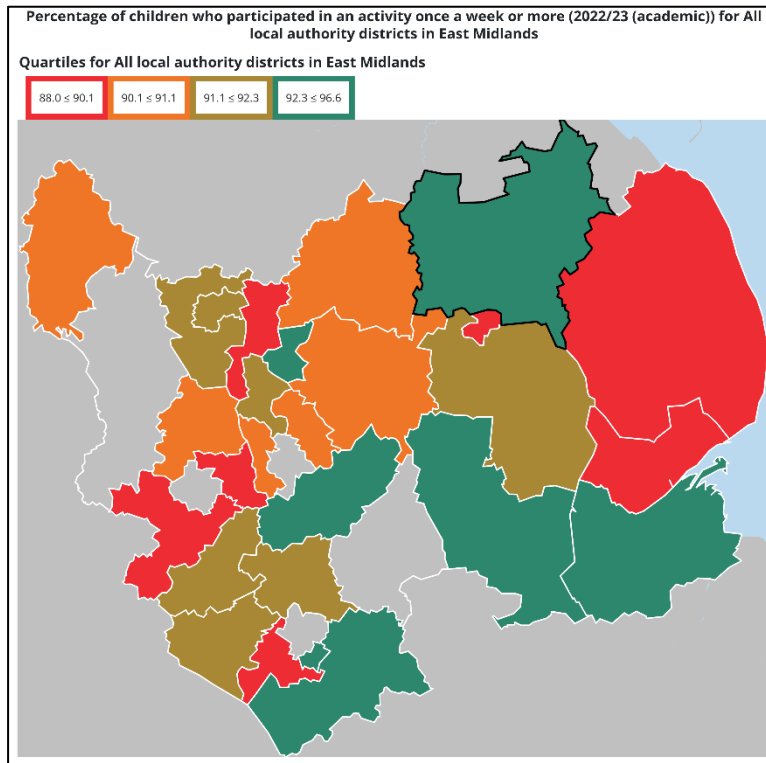 Percentage of children who participated in an activity once a week or more (2022/23 (academic)) for All
local authority districts in East Midlands
Quartiles for All local authority districts in East Midlands
88.0 ≤ 90.1 90.1 ≤ 91.1 91.1 ≤ 92.3 92.3 ≤ 96.6